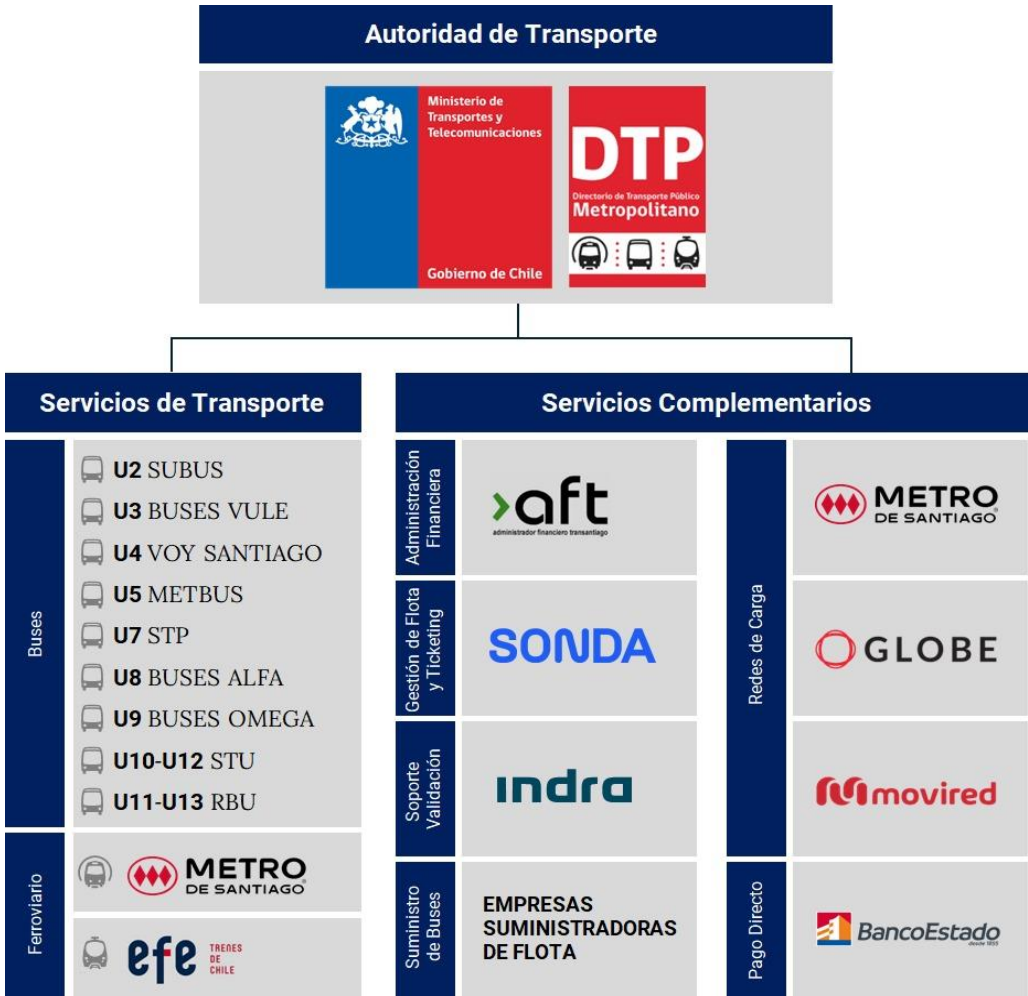 Autoridad de Transporte
Ministerio de
Transportes y
Telecomunicaciones
Gobierno de Chile
DTP
Directorio de Transporte Público
Metropolitano
Servicios de Transporte
Buses
U2 SUBUS
U3 BUSES VULE
U4 VOY SANTIAGO
U5 METBUS
U7 STP
U8 BUSES ALFA
U9 BUSES OMEGA
U10-U12 STU
U11-U13 RBU
Ferroviario
METRO
DE SANTIAGO
efe
TRENES
DE
CHILE
Servicios Complementarios
Administración
Financiera
aft
administrador financiero transantiago
Gestión de Flota
y Ticketing
SONDA
Soporte
Validación
indra
Suministro
de Buses
EMPRESAS
SUMINISTRADORAS
DE FLOTA
Redes de Carga
METRO
DE SANTIAGO
GLOBE
movired
Pago Directo
BancoEstado
desde 1855